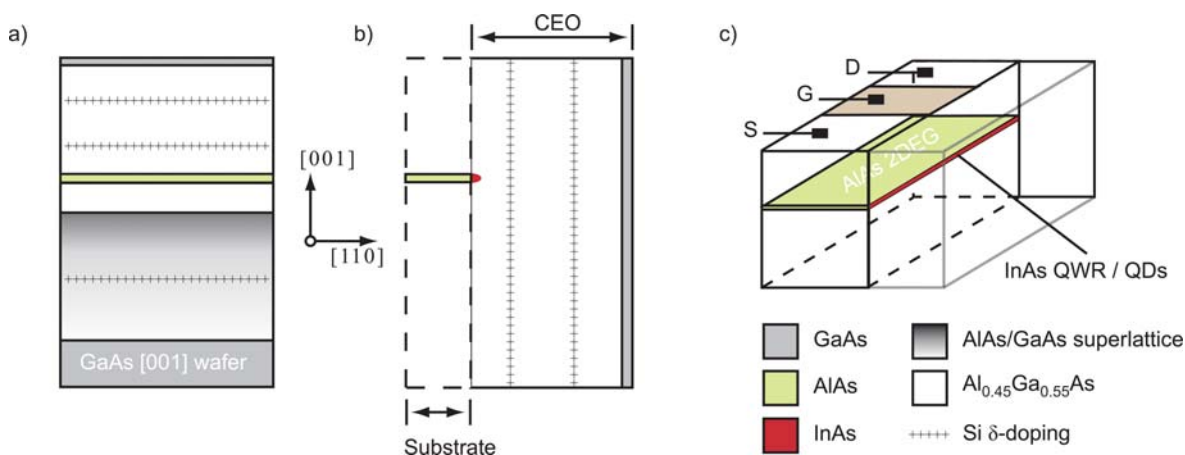 a)
[001]
[110]
GaAs [001] wafer
b)
CEO
Substrate
c)
D
G
S
AlAs 2DEG
InAs QWR / QDs
GaAs
AlAs
InAs
AlAs/GaAs superlattice
Al0.45Ga0.55As
Si δ-doping